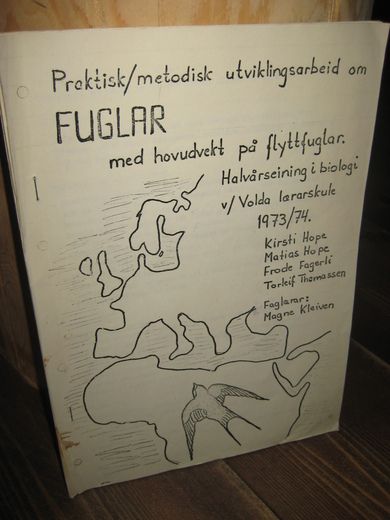 Praktisk/metodisk utviklingsarbeid om
FUGLAR
med hovudvekt på flyttfuglar.
Halvårseining i biologi
v/ Volda lærarskule
1973/74.
Kirsti Hope
Matias Hope
Frode Fagerli
Torleif Thomassen
Faglærar:
Magne Kleiven